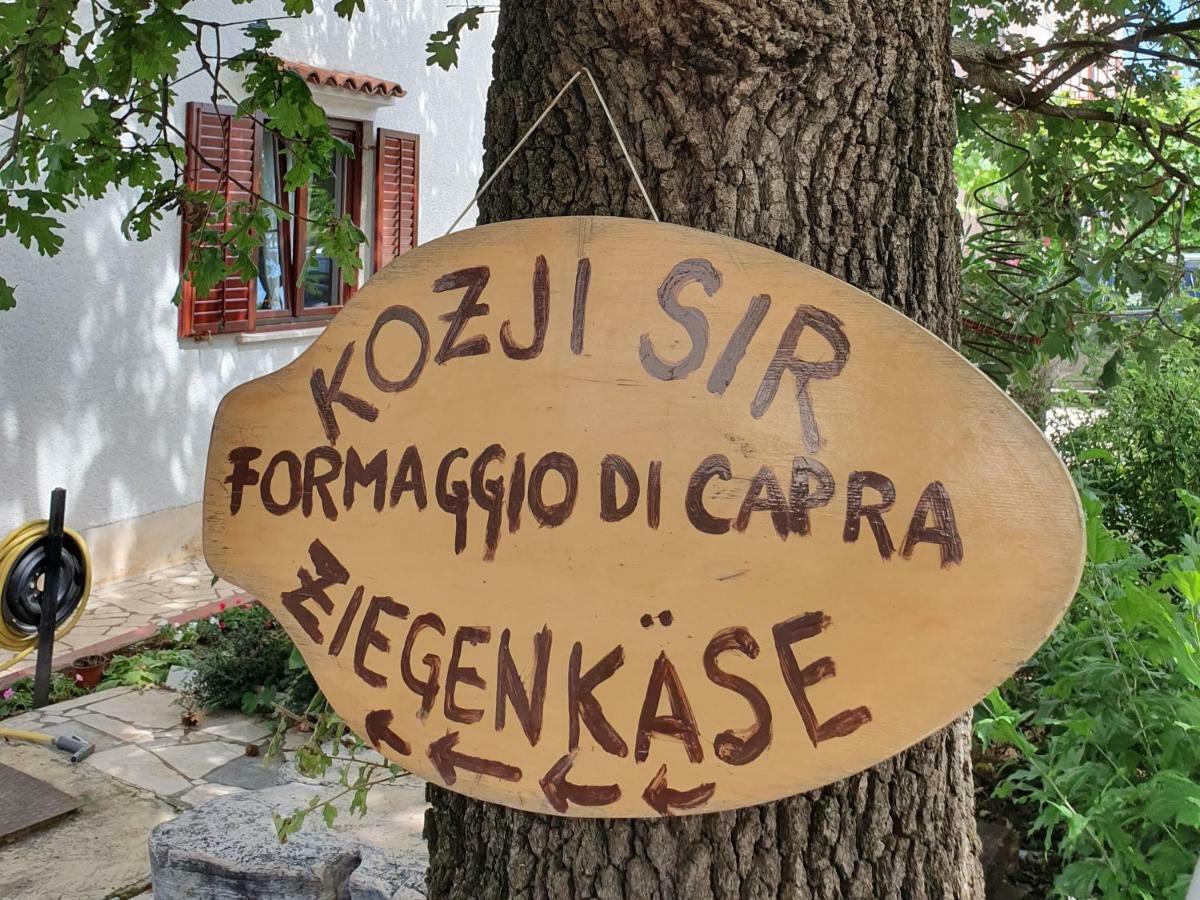 KOZJI SIR
FORMAGGIO DI CAPRA
ZIEGENKÄSE